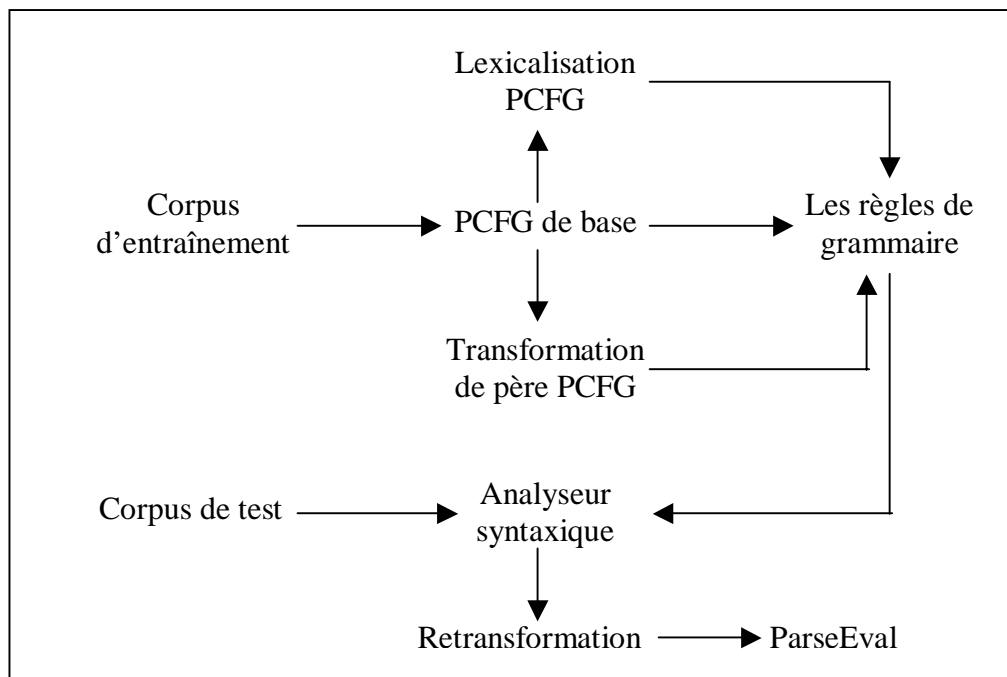 Lexicalisation
PCFG
Corpus
d'entraînement
PCFG de base
Les règles de
grammaire
Transformation
de père PCFG
Corpus de test
Analyseur
syntaxique
Retransformation
ParseEval